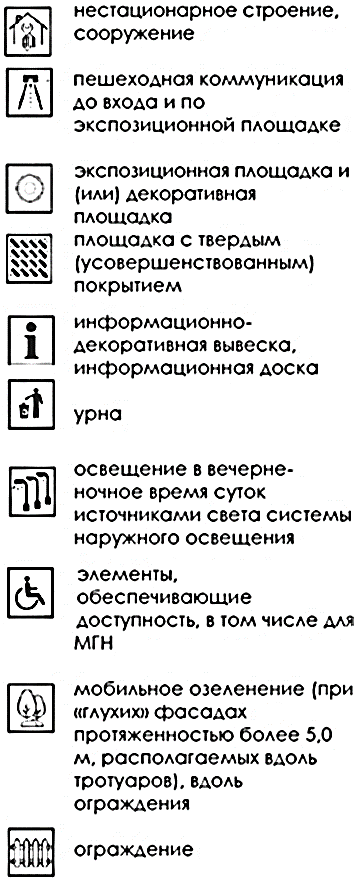 нестационарное строение,
сооружение
пешеходная коммуникация
до входа и по
экспозиционной площадке
экспозиционная площадка и
(или) декоративная
площадка
площадка с твердым
(усовершенствованным)
покрытием
информационно-
декоративная вывеска,
информационная доска
урна
освещение в вечерне-
ночное время суток
источниками света системы
наружного освещения
элементы,
обеспечивающие
доступность, в том числе для
МГН
мобильное озеленение (при
«глухих» фасадах
протяженностью более 5,0
м, располагаемых вдоль
тротуаров), вдоль
ограждения
ограждение